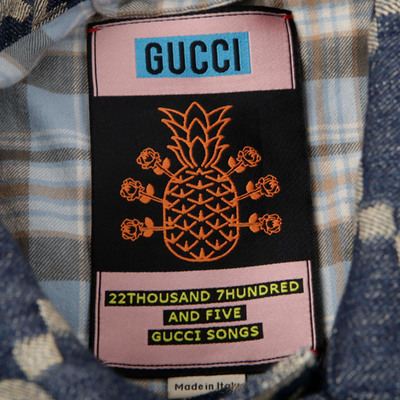 GUCCI
22THOUSAND 7HUNDRED
AND FIVE
GUCCI SONGS
Made in Italy